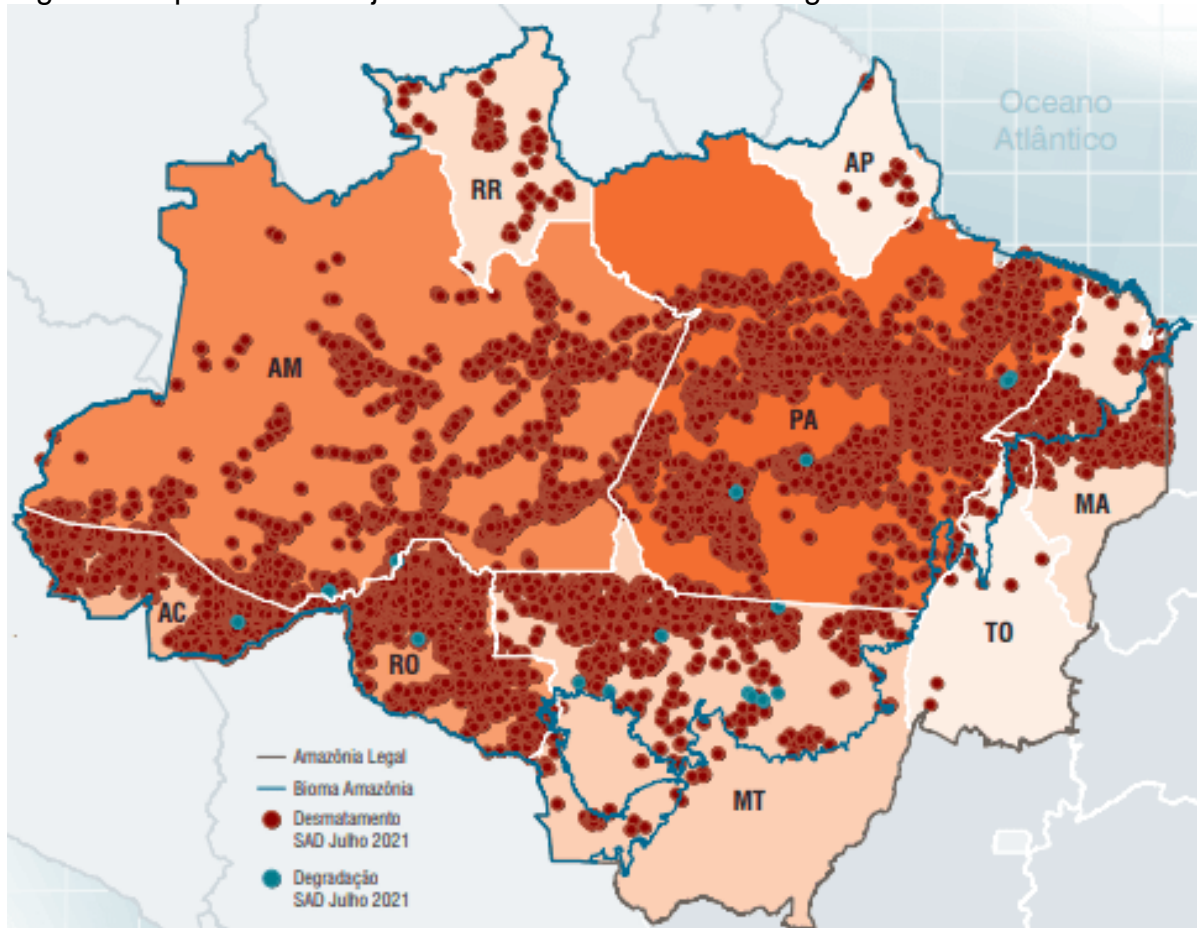 Oceano
Atlântico
RR
AP
AM
PA
MA
AC
RO
TO
MT
Amazônia Legal
Bioma Amazônia
Desmatamento
SAD Julho 2021
Degradação
SAD Julho 2021